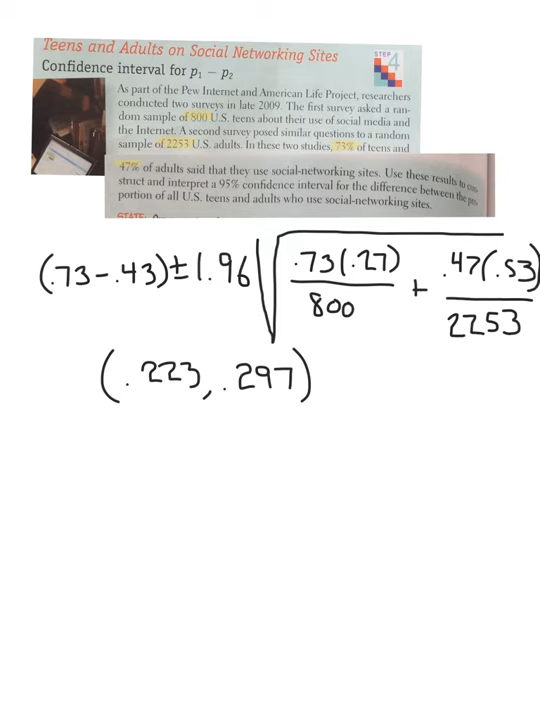 Teens and Adults on Social Networking Sites
STEP 4
Confidence interval for p₁ − p₂
As part of the Pew Internet and American Life Project, researchers
conducted two surveys in late 2009. The first survey asked a ran-
dom sample of 800 U.S. teens about their use of social media and
the Internet. A second survey posed similar questions to a random
sample of 2253 U.S. adults. In these two studies, 73% of teens and
47% of adults said that they use social-networking sites. Use these results to con-
struct and interpret a 95% confidence interval for the difference between the pro-
portion of all U.S. teens and adults who use social-networking sites.
STATE:
(.73 − .43) ± 1.96 √ .73(.27) / 800 + .47(.53) / 2253
(.223, .297)